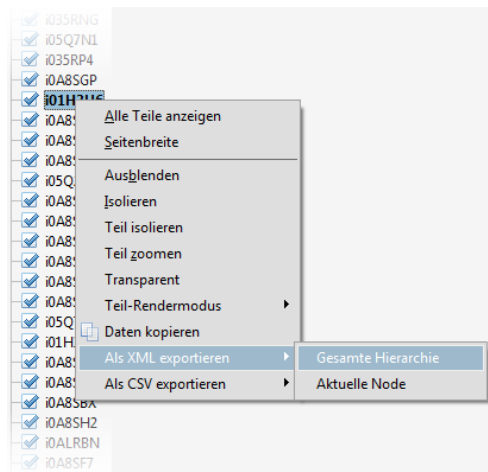 i035RNG
i05Q7N1
i035RP4
i0A8SGP
Alle Teile anzeigen
Seitenbreite
Ausblenden
Isolieren
Teil isolieren
Teil zoomen
Transparent
Teil-Rendermodus
Daten kopieren
Als XML exportieren
Gesamte Hierarchie
Als CSV exportieren
Aktuelle Node
i0A8SBX
i0A8SH2
i0ALRBN
i0A8SF7